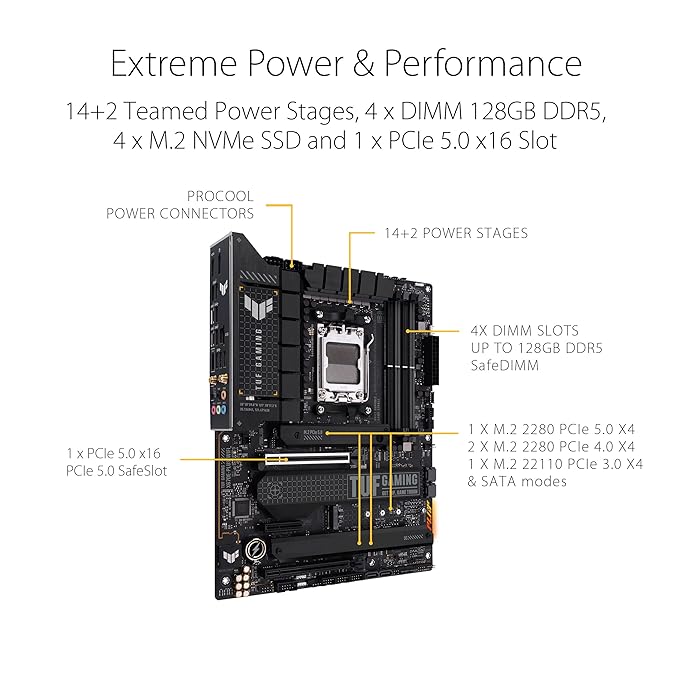 Extreme Power & Performance
14+2 Teamed Power Stages, 4 x DIMM 128GB DDR5,
4 x M.2 NVMe SSD and 1 x PCIe 5.0 x16 Slot
PROCOOL
POWER CONNECTORS
14+2 POWER STAGES
4X DIMM SLOTS
UP TO 128GB DDR5
SafeDIMM
TUF GAMING
1 X M.2 2280 PCIe 5.0 X4
2 X M.2 2280 PCIe 4.0 X4
1 X M.2 22110 PCIe 3.0 X4
& SATA modes
1 x PCIe 5.0 x16
PCIe 5.0 SafeSlot
TUF GAMING